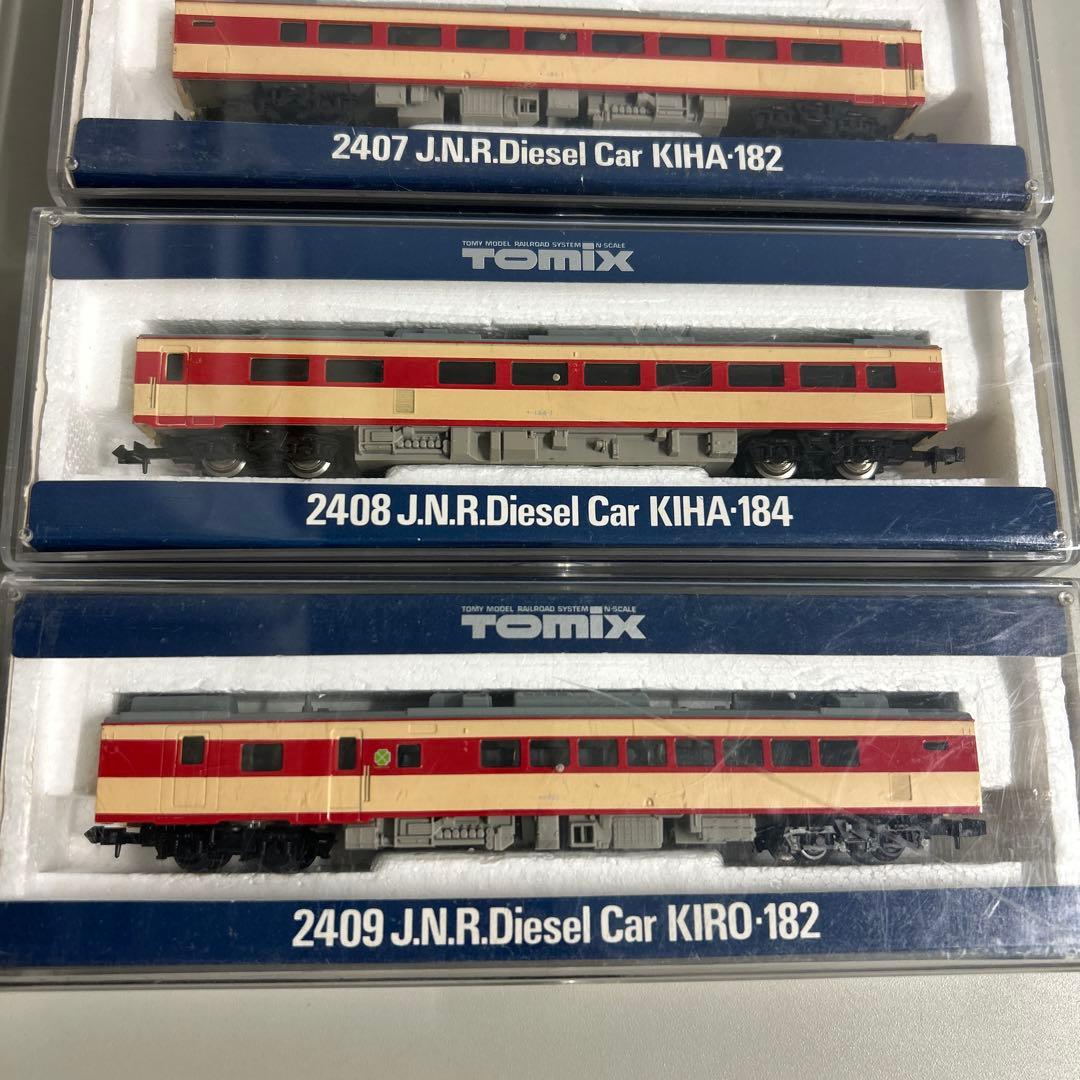 2407 J.N.R.Diesel Car KIHA·182
TOMY MODEL RAILROAD SYSTEM N-SCALE
TOMIX
2408 J.N.R.Diesel Car KIHA·184
TOMY MODEL RAILROAD SYSTEM N-SCALE
TOMIX
2409 J.N.R.Diesel Car KIRO·182